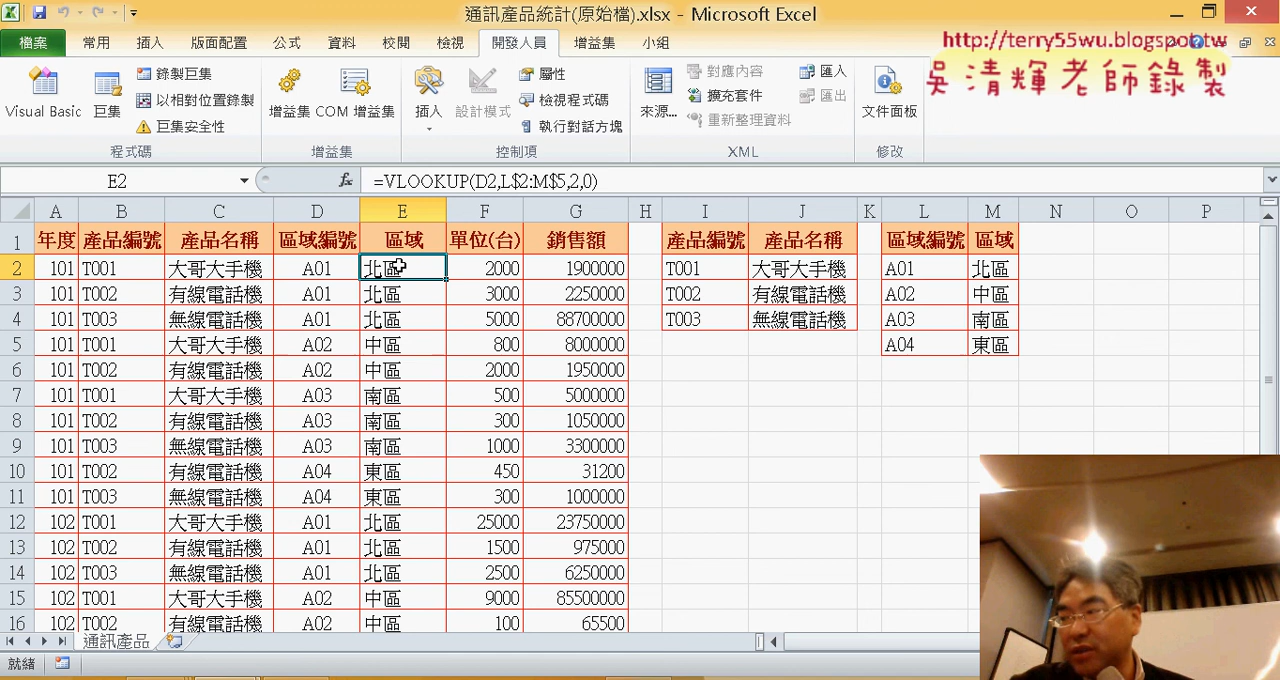 通訊產品統計(原始檔).xlsx - Microsoft Excel
檔案 常用 插入 版面配置 公式 資料 校閱 檢視 開發人員 增益集 小組
http://terry55wu.blogspot.tw
吳清輝老師錄製
Visual Basic 巨集 錄製巨集 以相對位置錄製 巨集安全性 程式碼
增益集 COM 增益集 增益集
插入 設計模式 屬性 檢視程式碼 執行對話方塊 控制項
來源... 對應內容 擴充套件 重新整理資料 匯入 匯出 XML
文件面板 修改
E2 fx =VLOOKUP(D2,L$2:M$5,2,0)
A B C D E F G H I J K L M N O P
1 年度 產品編號 產品名稱 區域編號 區域 單位(台) 銷售額 產品編號 產品名稱 區域編號 區域
2 101 T001 大哥大手機 A01 北區 2000 1900000 T001 大哥大手機 A01 北區
3 101 T002 有線電話機 A01 北區 3000 2250000 T002 有線電話機 A02 中區
4 101 T003 無線電話機 A01 北區 5000 88700000 T003 無線電話機 A03 南區
5 101 T001 大哥大手機 A02 中區 800 8000000 A04 東區
6 101 T002 有線電話機 A02 中區 2000 1950000
7 101 T001 大哥大手機 A03 南區 500 5000000
8 101 T002 有線電話機 A03 南區 300 1050000
9 101 T003 無線電話機 A03 南區 1000 3300000
10 101 T002 有線電話機 A04 東區 450 31200
11 101 T003 無線電話機 A04 東區 300 1000000
12 102 T001 大哥大手機 A01 北區 25000 23750000
13 102 T002 有線電話機 A01 北區 1500 975000
14 102 T003 無線電話機 A01 北區 2500 6250000
15 102 T001 大哥大手機 A02 中區 9000 85500000
16 102 T002 有線電話機 A02 中區 100 65500
通訊產品
就緒